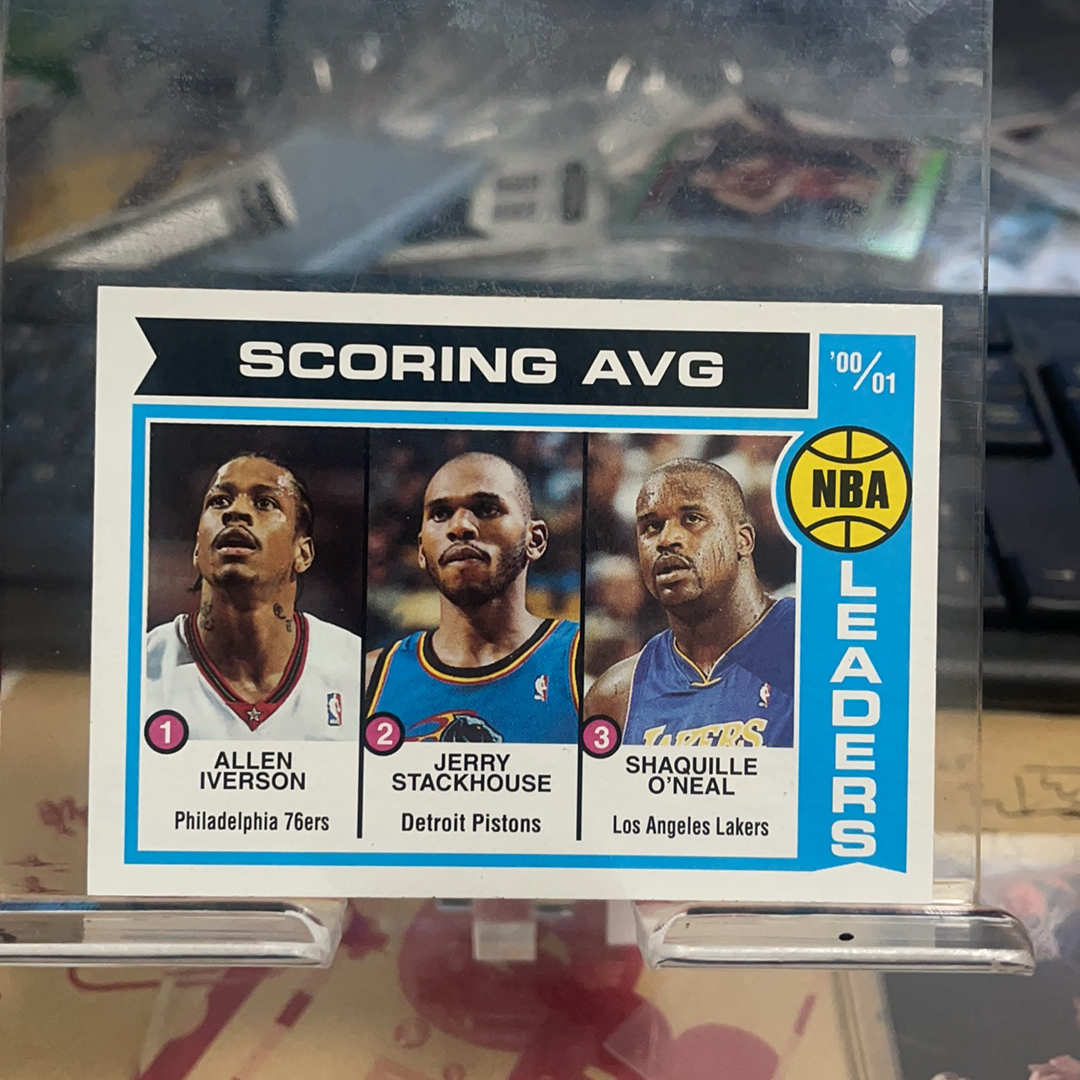 SCORING AVG
'00/01
NBA
LEADERS
LAKERS
1
ALLEN
IVERSON
Philadelphia 76ers
2
JERRY
STACKHOUSE
Detroit Pistons
3
SHAQUILLE
O'NEAL
Los Angeles Lakers